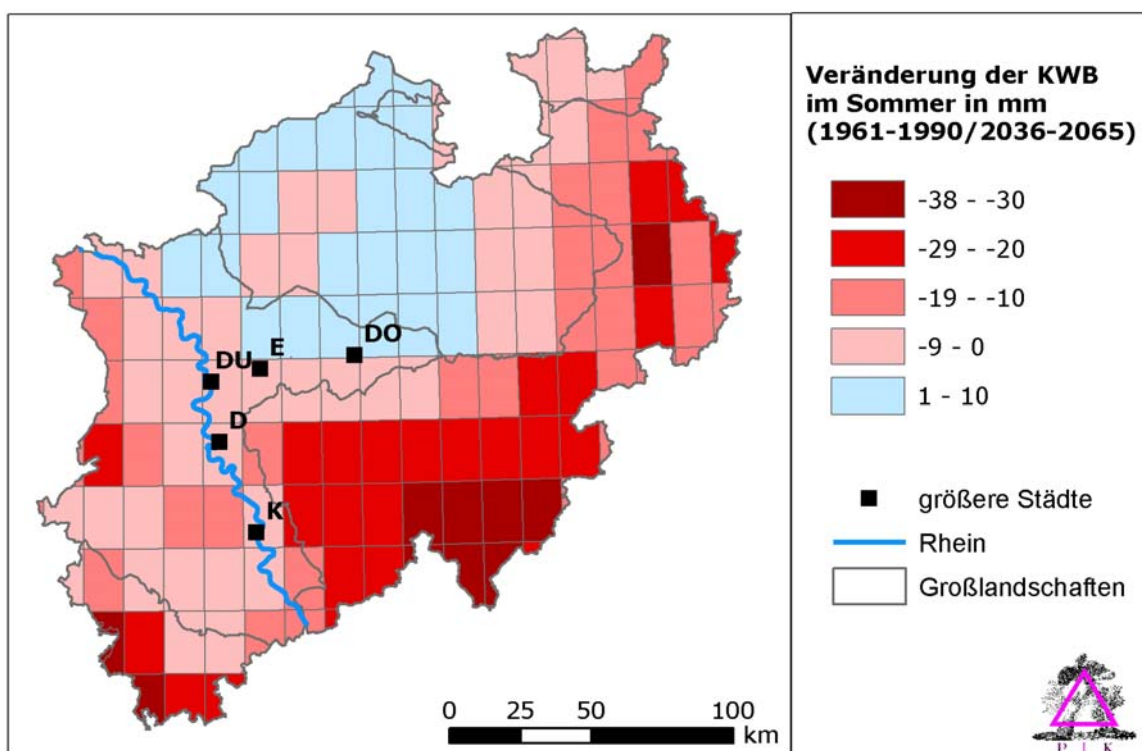 Veränderung der KWB
im Sommer in mm
(1961-1990/2036-2065)
-38 - -30
-29 - -20
-19 - -10
-9 - 0
1 - 10
größere Städte
Rhein
Großlandschaften
DO
E
DU
D
K
0 25 50 100
km
P I K